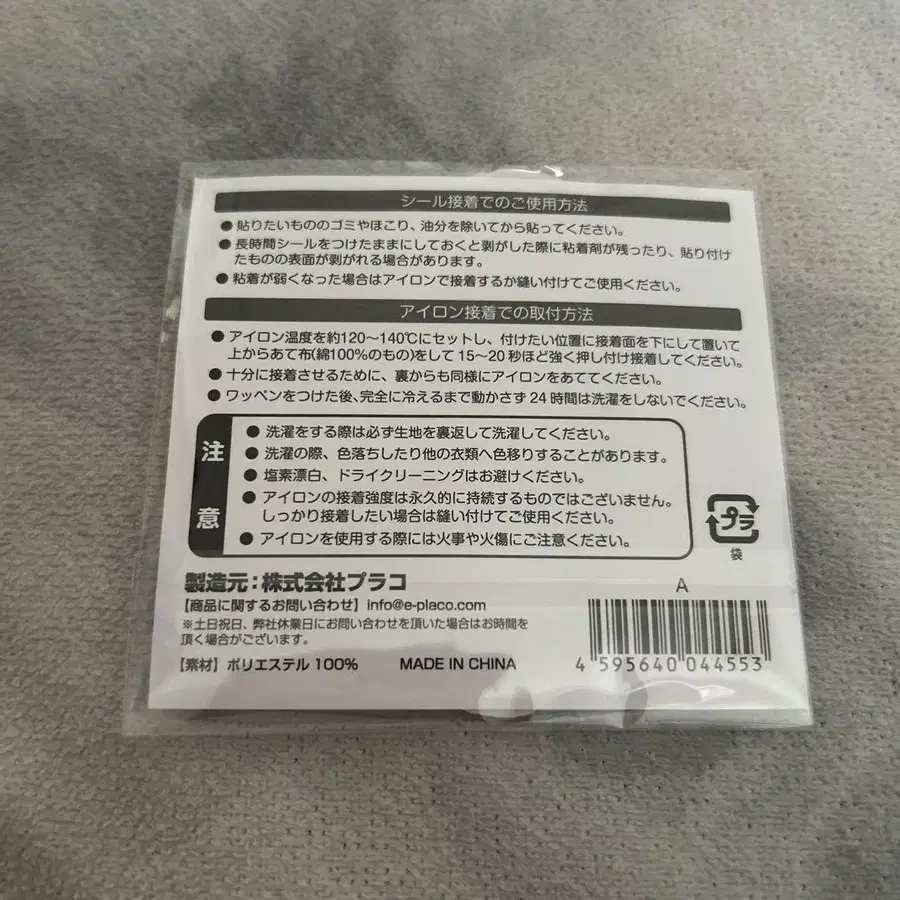 シール接着でのご使用方法
●貼りたいもののゴミやほこり、油分を除いてから貼ってください。
●長時間シールをつけたままにしておくと剥がした際に粘着剤が残ったり、貼り付け
たものの表面が剥がれる場合があります。
●粘着が弱くなった場合はアイロンで接着するか縫い付けてご使用ください。
アイロン接着での取付方法
●アイロン温度を約120～140℃にセットし、付けたい位置に接着面を下にして置いて
上からあて布(綿100%のもの)をして15～20秒ほど強く押し付け接着してください。
●十分に接着させるために、裏からも同様にアイロンをあててください。
●ワッペンをつけた後、完全に冷えるまで動かさず24時間は洗濯をしないでください。
注意
●洗濯をする際は必ず生地を裏返して洗濯してください。
●洗濯の際、色落ちしたり他の衣類へ色移りすることがあります。
●塩素漂白、ドライクリーニングはお避けください。
●アイロンの接着強度は永久的に持続するものではございません。
しっかり接着したい場合は縫い付けてご使用ください。
●アイロンを使用する際には火事や火傷にご注意ください。
プラ
袋
製造元：株式会社プラコ
【商品に関するお問い合わせ】info@e-placo.com
※土日祝日、弊社休業日にお問い合わせを頂いた場合はお時間を
頂く場合がございます。
【素材】ポリエステル 100% MADE IN CHINA
A
4 595640 044553